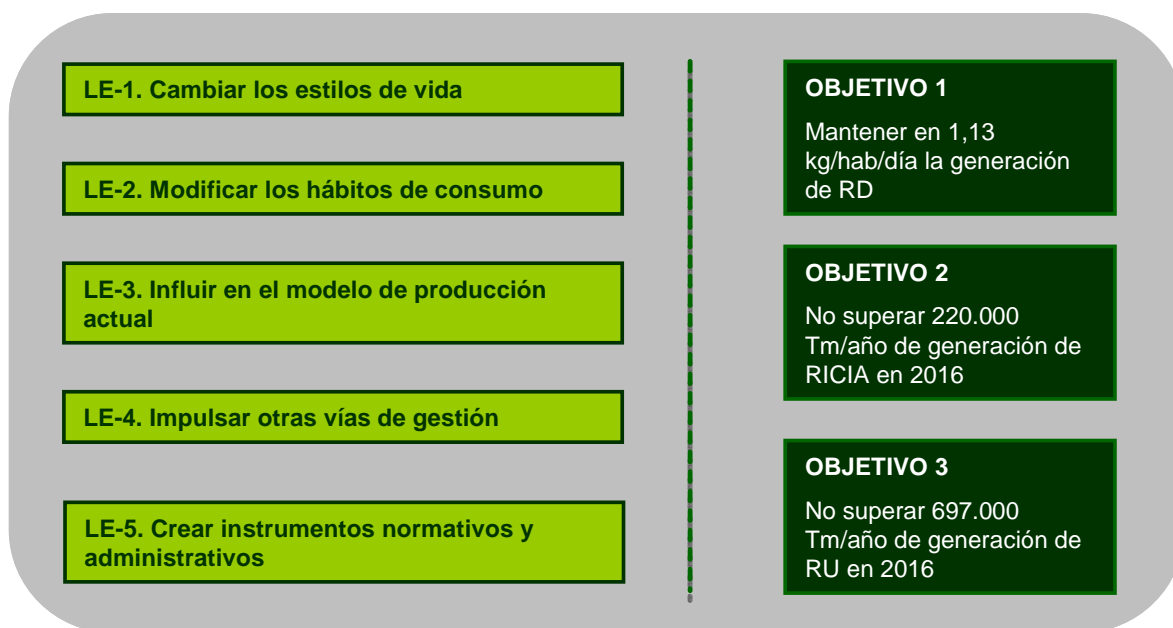 LE-1. Cambiar los estilos de vida
LE-2. Modificar los hábitos de consumo
LE-3. Influir en el modelo de producción
actual
LE-4. Impulsar otras vías de gestión
LE-5. Crear instrumentos normativos y
administrativos
OBJETIVO 1
Mantener en 1,13
kg/hab/día la generación
de RD
OBJETIVO 2
No superar 220.000
Tm/año de generación de
RICIA en 2016
OBJETIVO 3
No superar 697.000
Tm/año de generación de
RU en 2016